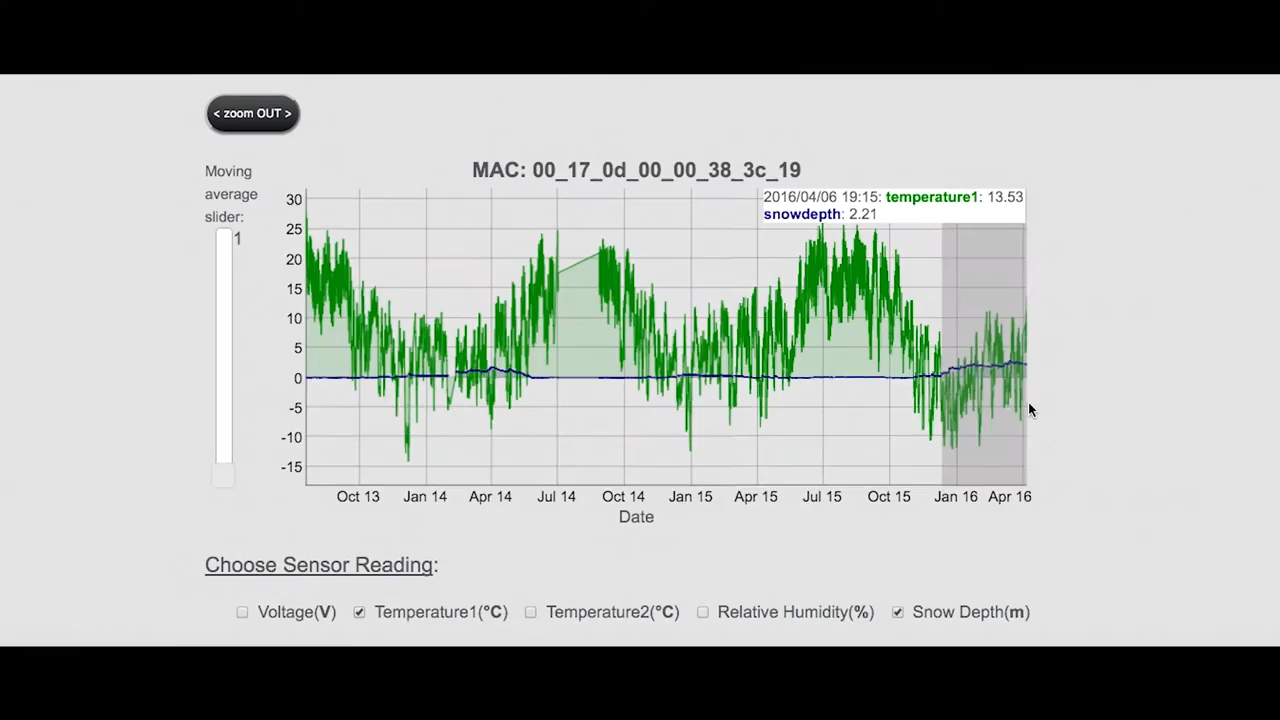 < zoom OUT >
Moving
average
slider:
1
MAC: 00_17_0d_00_00_38_3c_19
2016/04/06 19:15: temperature1: 13.53
snowdepth: 2.21
30
25
20
15
10
5
0
-5
-10
-15
Oct 13 Jan 14 Apr 14 Jul 14 Oct 14 Jan 15 Apr 15 Jul 15 Oct 15 Jan 16 Apr 16
Date
Choose Sensor Reading:
Voltage(V) Temperature1(°C) Temperature2(°C) Relative Humidity(%) Snow Depth(m)